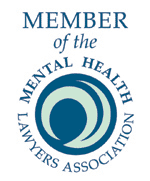 MEMBER
of the
MENTAL HEALTH
LAWYERS ASSOCIATION